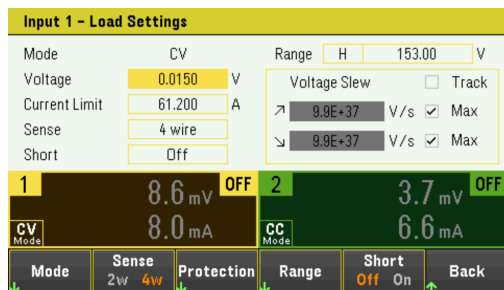 Input 1 – Load Settings
Mode CV Range H 153.00 V
Voltage 0.0150 V Voltage Slew Track
Current Limit 61.200 A 9.9E+37 V/s Max
Sense 4 wire 9.9E+37 V/s Max
Short Off
1 8.6 mV OFF 2 3.7 mV OFF
CV Mode 8.0 mA CC Mode 6.6 mA
Mode Sense Protection Range Short Back
2w 4w Off On